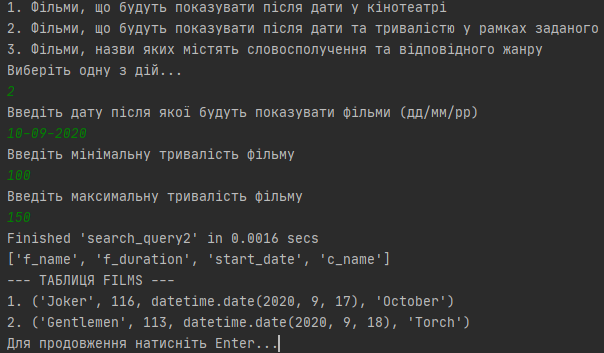 1. Фільми, що будуть показувати після дати у кінотеатрі
2. Фільми, що будуть показувати після дати та тривалістю у рамках заданого
3. Фільми, назви яких містять словосполучення та відповідного жанру
Виберіть одну з дій...
2
Введіть дату після якої будуть показувати фільми (дд/мм/рр)
10-09-2020
Введіть мінімальну тривалість фільму
100
Введіть максимальну тривалість фільму
150
Finished 'search_query2' in 0.0016 secs
['f_name', 'f_duration', 'start_date', 'c_name']
--- ТАБЛИЦЯ FILMS ---
1. ('Joker', 116, datetime.date(2020, 9, 17), 'October')
2. ('Gentlemen', 113, datetime.date(2020, 9, 18), 'Torch')
Для продовження натисніть Enter...